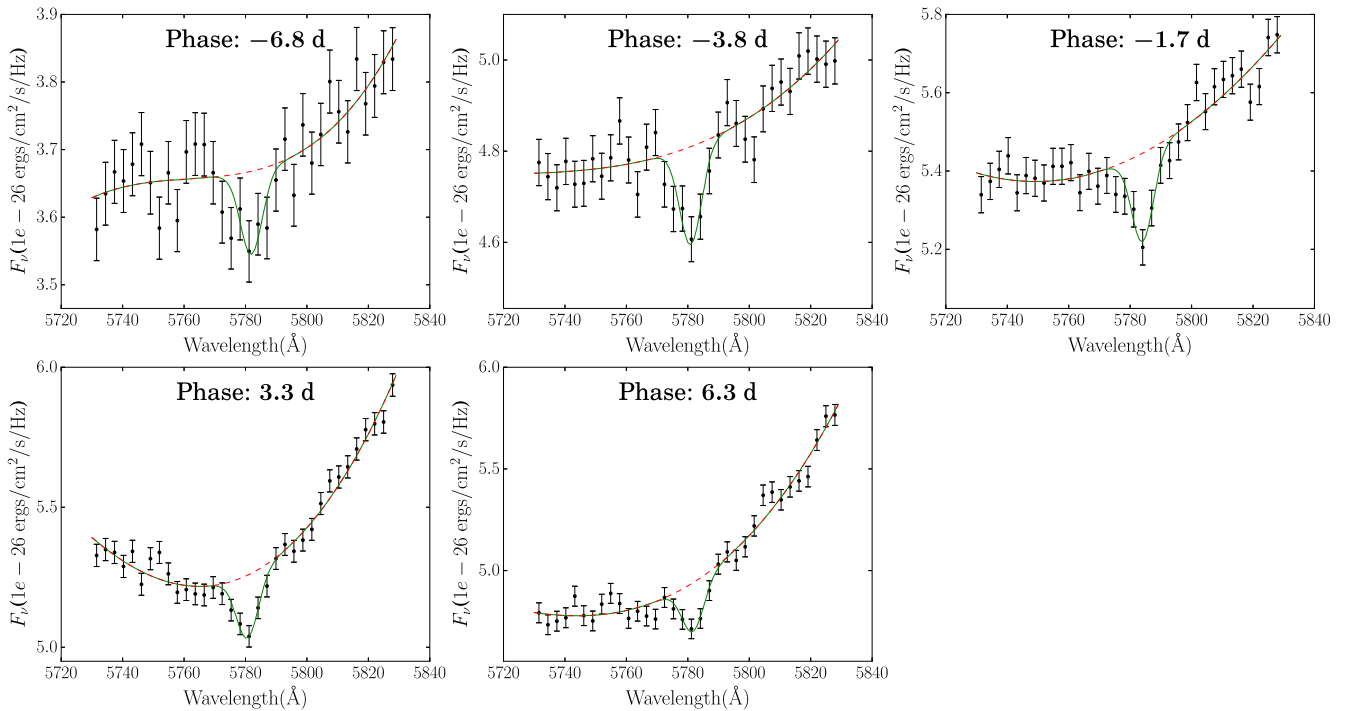 Phase: −6.8 d
3.9
3.8
3.7
3.6
3.5
5720 5740 5760 5780 5800 5820 5840
Wavelength(Å)
Fν(1e − 26 ergs/cm²/s/Hz)
Phase: −3.8 d
5.0
4.8
4.6
5720 5740 5760 5780 5800 5820 5840
Wavelength(Å)
Fν(1e − 26 ergs/cm²/s/Hz)
Phase: −1.7 d
5.8
5.6
5.4
5.2
5720 5740 5760 5780 5800 5820 5840
Wavelength(Å)
Fν(1e − 26 ergs/cm²/s/Hz)
Phase: 3.3 d
6.0
5.5
5.0
5720 5740 5760 5780 5800 5820 5840
Wavelength(Å)
Fν(1e − 26 ergs/cm²/s/Hz)
Phase: 6.3 d
6.0
5.5
5.0
5720 5740 5760 5780 5800 5820 5840
Wavelength(Å)
Fν(1e − 26 ergs/cm²/s/Hz)